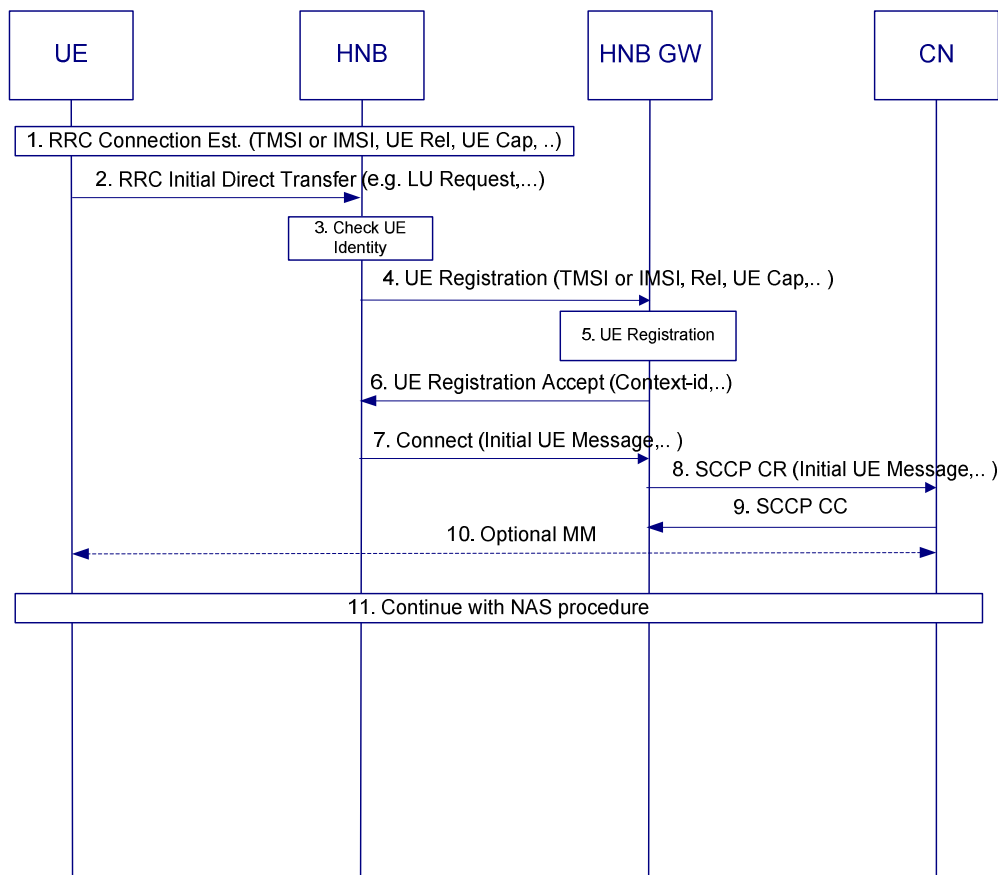 UE
HNB
HNB GW
CN
1. RRC Connection Est. (TMSI or IMSI, UE Rel, UE Cap, ..)
2. RRC Initial Direct Transfer (e.g. LU Request,...)
3. Check UE
Identity
4. UE Registration (TMSI or IMSI, Rel, UE Cap,.. )
5. UE Registration
6. UE Registration Accept (Context-id,..)
7. Connect (Initial UE Message,.. )
8. SCCP CR (Initial UE Message,.. )
9. SCCP CC
10. Optional MM
11. Continue with NAS procedure